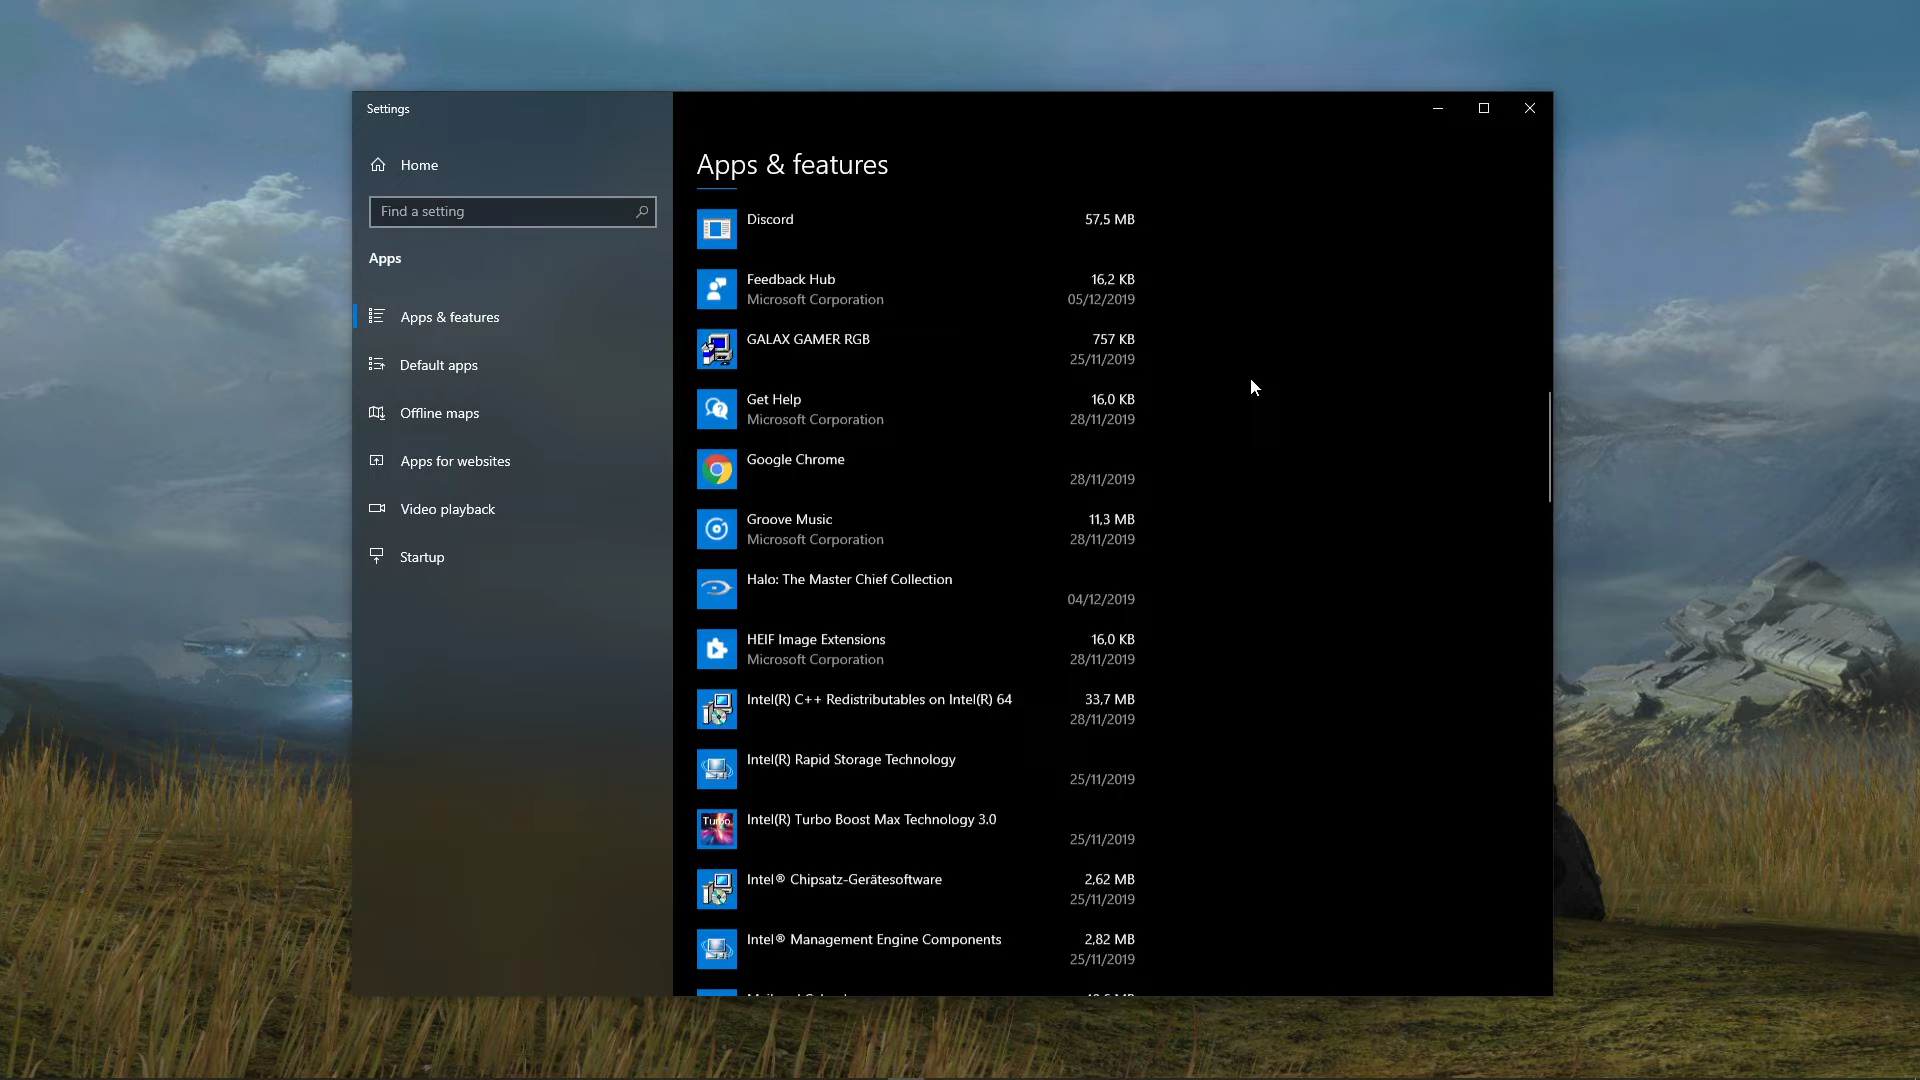 Settings
Home
Find a setting
Apps
Apps & features
Default apps
Offline maps
Apps for websites
Video playback
Startup
Apps & features
Discord 57,5 MB
Feedback Hub 16,2 KB
Microsoft Corporation 05/12/2019
GALAX GAMER RGB 757 KB
25/11/2019
Get Help 16,0 KB
Microsoft Corporation 28/11/2019
Google Chrome
28/11/2019
Groove Music 11,3 MB
Microsoft Corporation 28/11/2019
Halo: The Master Chief Collection
04/12/2019
HEIF Image Extensions 16,0 KB
Microsoft Corporation 28/11/2019
Intel(R) C++ Redistributables on Intel(R) 64 33,7 MB
28/11/2019
Intel(R) Rapid Storage Technology
25/11/2019
Turbo
Intel(R) Turbo Boost Max Technology 3.0
25/11/2019
Intel® Chipsatz-Gerätesoftware 2,62 MB
25/11/2019
Intel® Management Engine Components 2,82 MB
25/11/2019